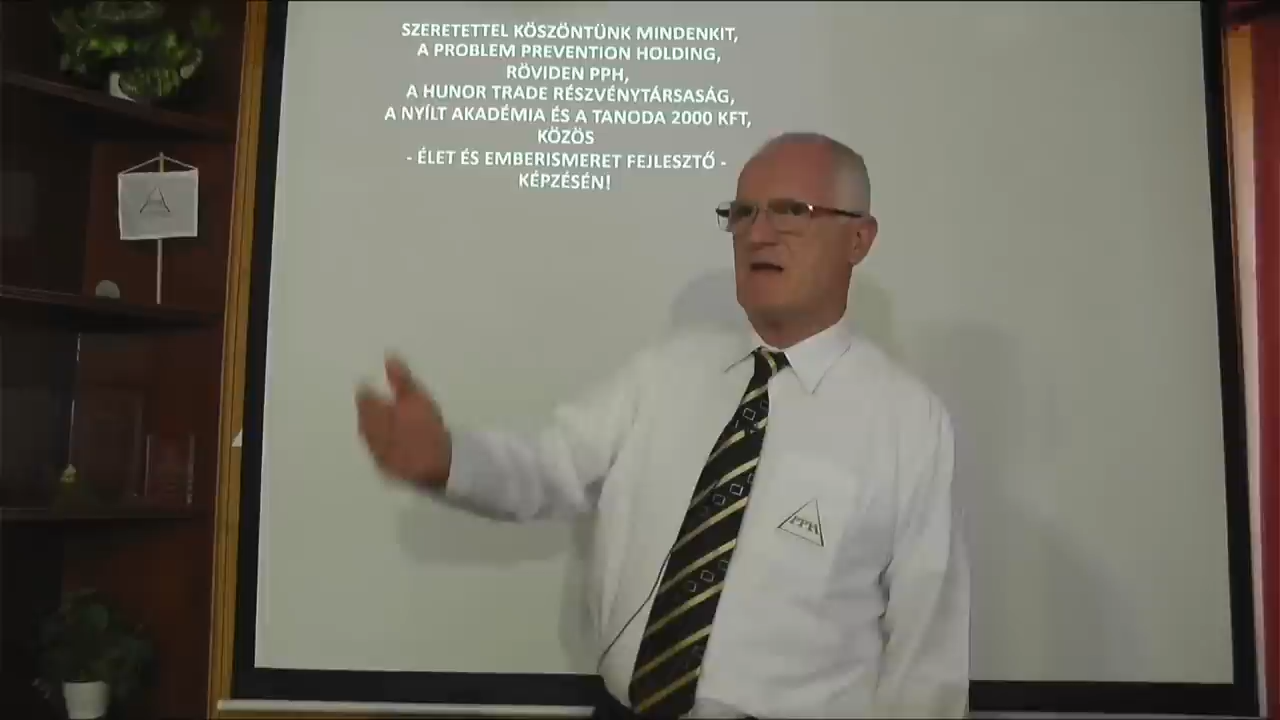 SZERETETTEL KÖSZÖNTÜNK MINDENKIT,
A PROBLEM PREVENTION HOLDING,
RÖVIDEN PPH,
A HUNOR TRADE RÉSZVÉNYTÁRSASÁG,
A NYÍLT AKADÉMIA ÉS A TANODA 2000 KFT,
KÖZÖS
- ÉLET ÉS EMBERISMERET FEJLESZTŐ -
KÉPZÉSÉN!
PPH